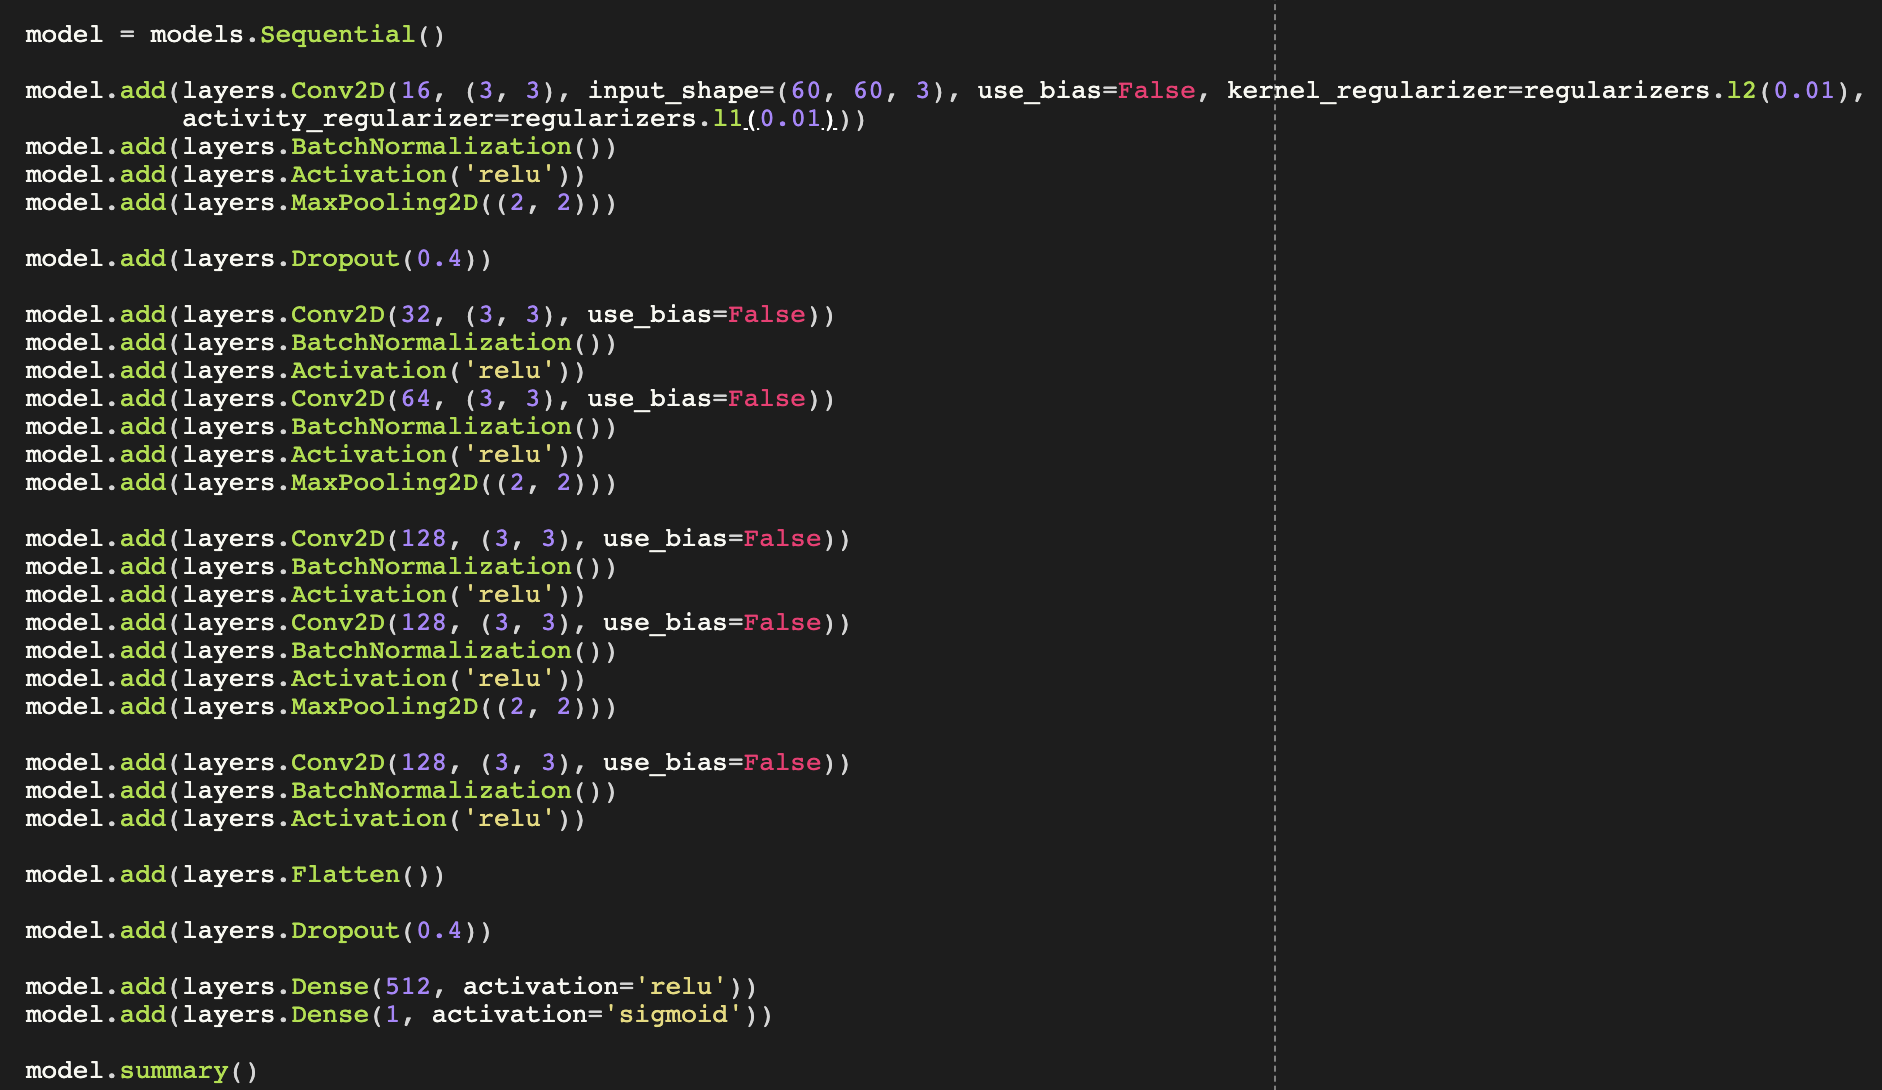 model = models.Sequential()
model.add(layers.Conv2D(16, (3, 3), input_shape=(60, 60, 3), use_bias=False, kernel_regularizer=regularizers.l2(0.01),
activity_regularizer=regularizers.l1(0.01)))
model.add(layers.BatchNormalization())
model.add(layers.Activation('relu'))
model.add(layers.MaxPooling2D((2, 2)))
model.add(layers.Dropout(0.4))
model.add(layers.Conv2D(32, (3, 3), use_bias=False))
model.add(layers.BatchNormalization())
model.add(layers.Activation('relu'))
model.add(layers.Conv2D(64, (3, 3), use_bias=False))
model.add(layers.BatchNormalization())
model.add(layers.Activation('relu'))
model.add(layers.MaxPooling2D((2, 2)))
model.add(layers.Conv2D(128, (3, 3), use_bias=False))
model.add(layers.BatchNormalization())
model.add(layers.Activation('relu'))
model.add(layers.Conv2D(128, (3, 3), use_bias=False))
model.add(layers.BatchNormalization())
model.add(layers.Activation('relu'))
model.add(layers.MaxPooling2D((2, 2)))
model.add(layers.Conv2D(128, (3, 3), use_bias=False))
model.add(layers.BatchNormalization())
model.add(layers.Activation('relu'))
model.add(layers.Flatten())
model.add(layers.Dropout(0.4))
model.add(layers.Dense(512, activation='relu'))
model.add(layers.Dense(1, activation='sigmoid'))
model.summary()